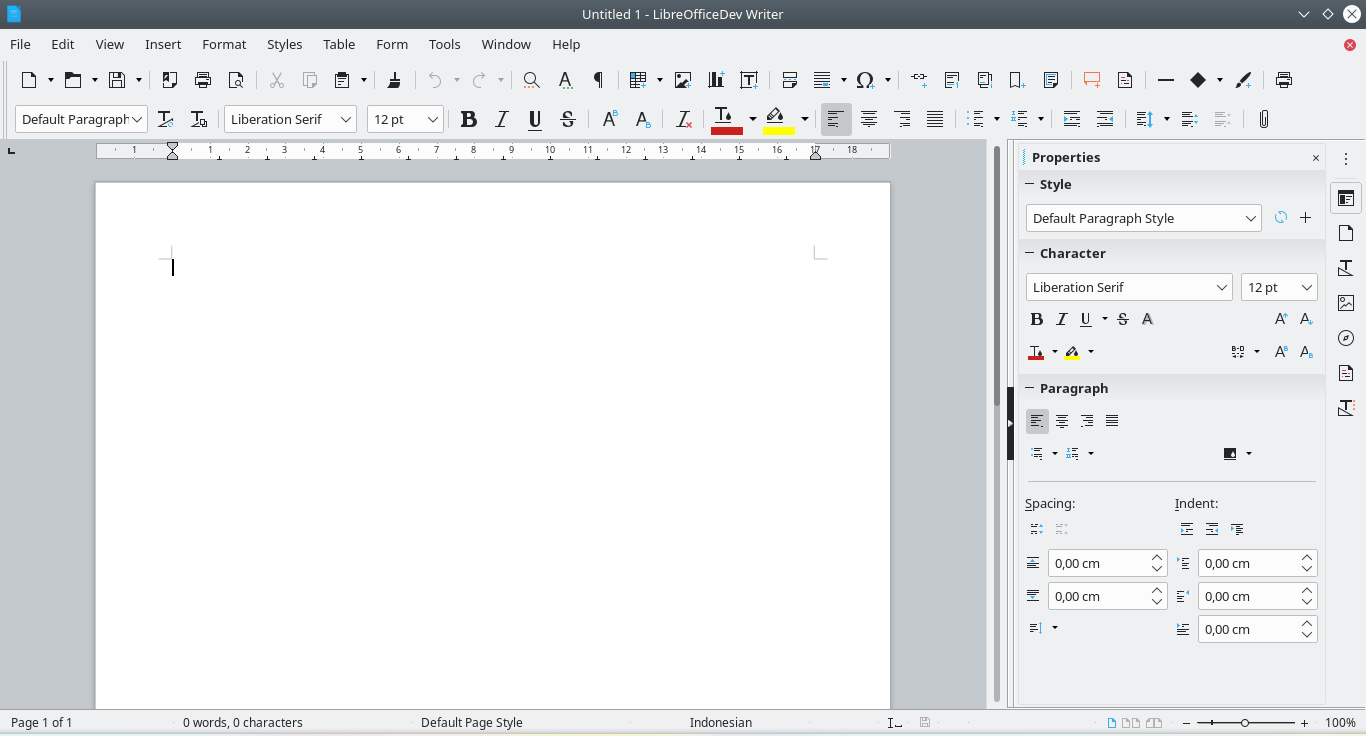 Untitled 1 - LibreOfficeDev Writer
File Edit View Insert Format Styles Table Form Tools Window Help
Default Paragraph Liberation Serif 12 pt
1 1 2 3 4 5 6 7 8 9 10 11 12 13 14 15 16 17 18
Properties
Style
Default Paragraph Style
Character
Liberation Serif 12 pt
Paragraph
Spacing: Indent:
0,00 cm 0,00 cm
0,00 cm 0,00 cm
0,00 cm
Page 1 of 1 0 words, 0 characters Default Page Style Indonesian 100%